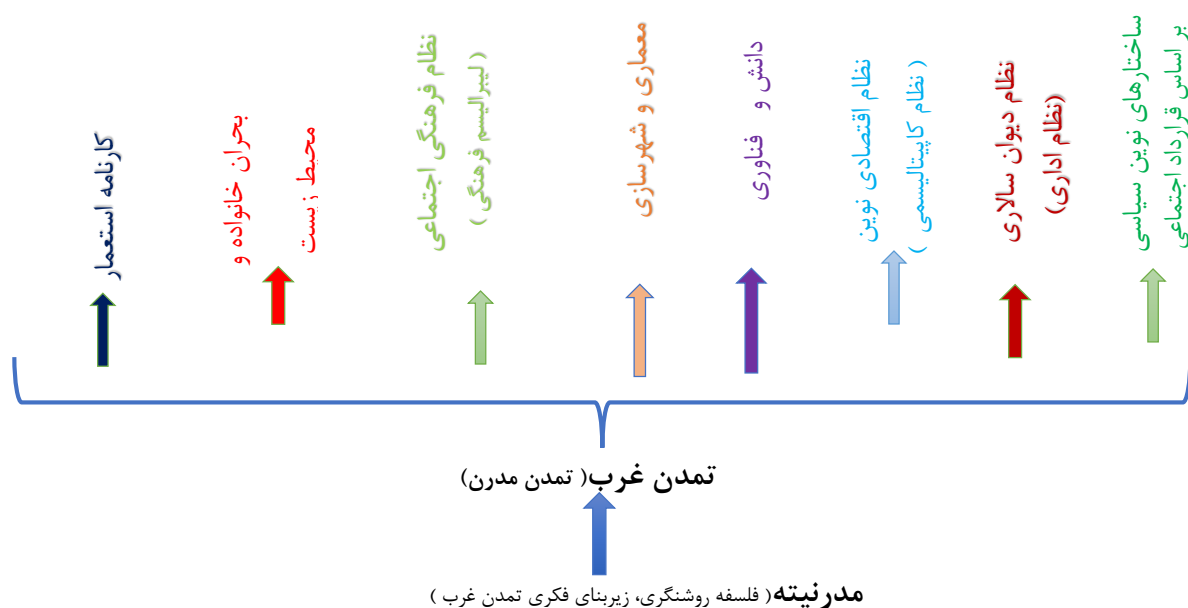 ساختارهای نوین سیاسی
بر اساس قرارداد اجتماعی
نظام دیوان سالاری
(نظام اداری)
نظام اقتصادی نوین
( نظام کاپیتالیسمی )
دانش و فناوری
معماری و شهرسازی
نظام فرهنگی اجتماعی
( لیبرالیسم فرهنگی )
بحران خانواده و
محیط زیست
کارنامه استعمار
تمدن غرب( تمدن مدرن)
مدرنیته( فلسفه روشنگری، زیربنای فکری تمدن غرب )